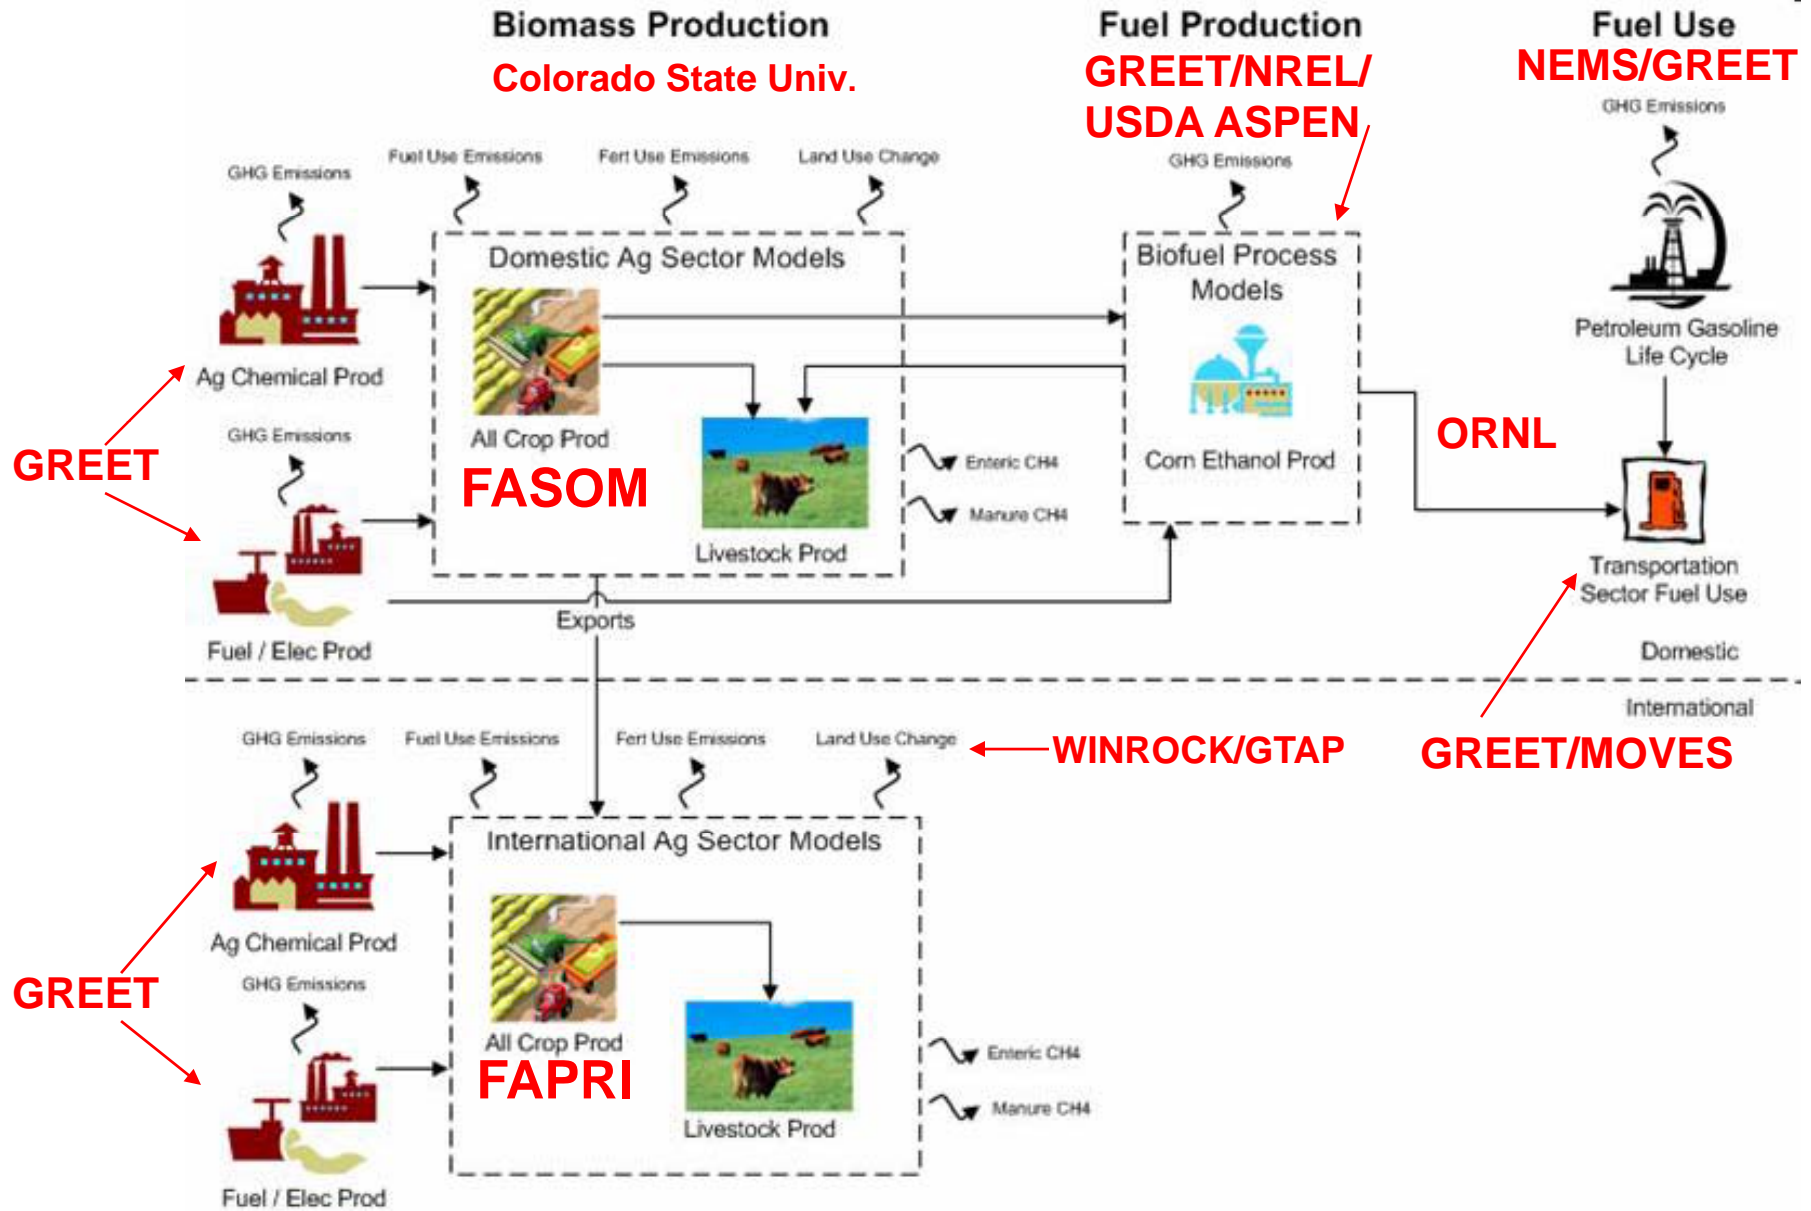 Biomass Production
Colorado State Univ.
Fuel Production
GREET/NREL/
USDA ASPEN
Fuel Use
NEMS/GREET
GHG Emissions
Fuel Use Emissions
Fert Use Emissions
Land Use Change
GHG Emissions
GHG Emissions
Domestic Ag Sector Models
Biofuel Process
Models
Petroleum Gasoline
Life Cycle
Ag Chemical Prod
GREET
GHG Emissions
All Crop Prod
FASOM
Enteric CH4
Manure CH4
Livestock Prod
Corn Ethanol Prod
ORNL
Transportation
Sector Fuel Use
Exports
Fuel / Elec Prod
Domestic
International
GHG Emissions
Fuel Use Emissions
Fert Use Emissions
Land Use Change
WINROCK/GTAP
GREET/MOVES
International Ag Sector Models
Ag Chemical Prod
GREET
GHG Emissions
All Crop Prod
FAPRI
Enteric CH4
Manure CH4
Livestock Prod
Fuel / Elec Prod